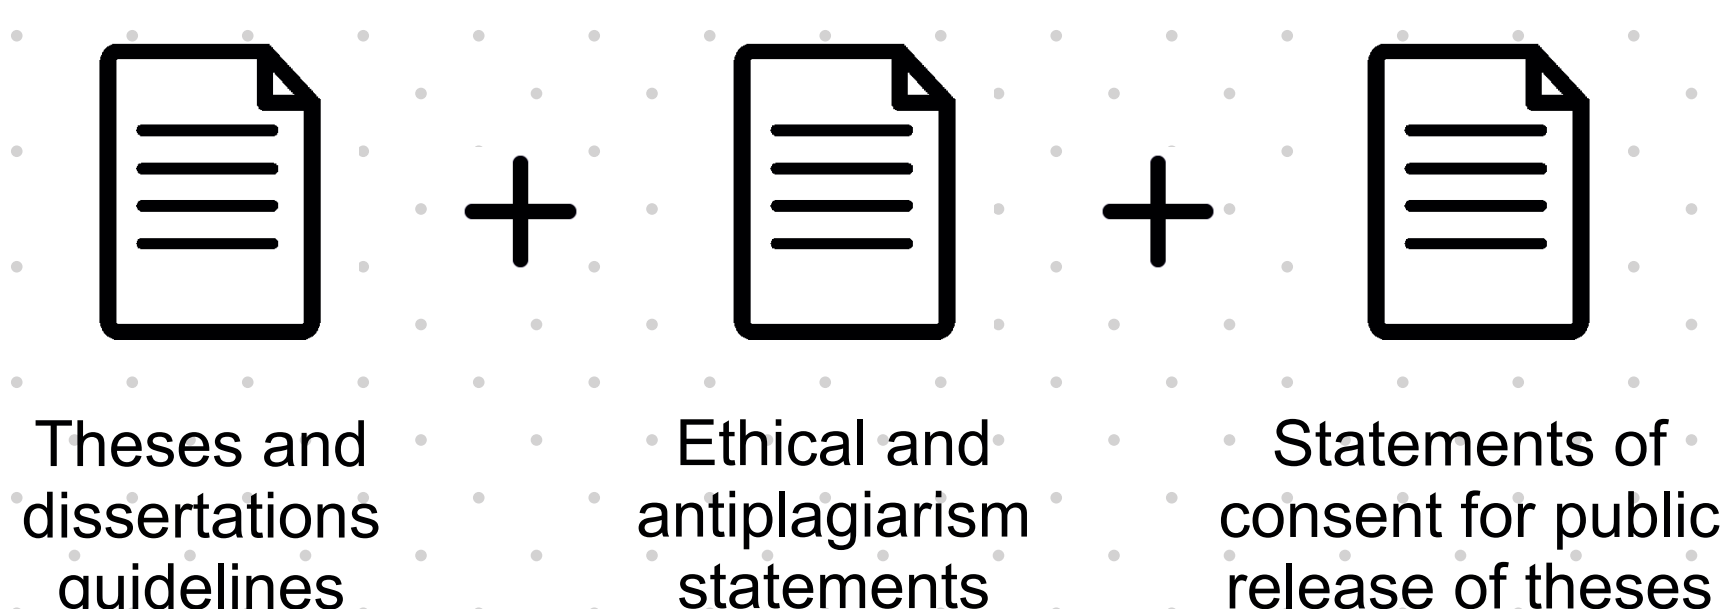 Theses and
dissertations
guidelines
Ethical and
antiplagiarism
statements
Statements of
consent for public
release of theses